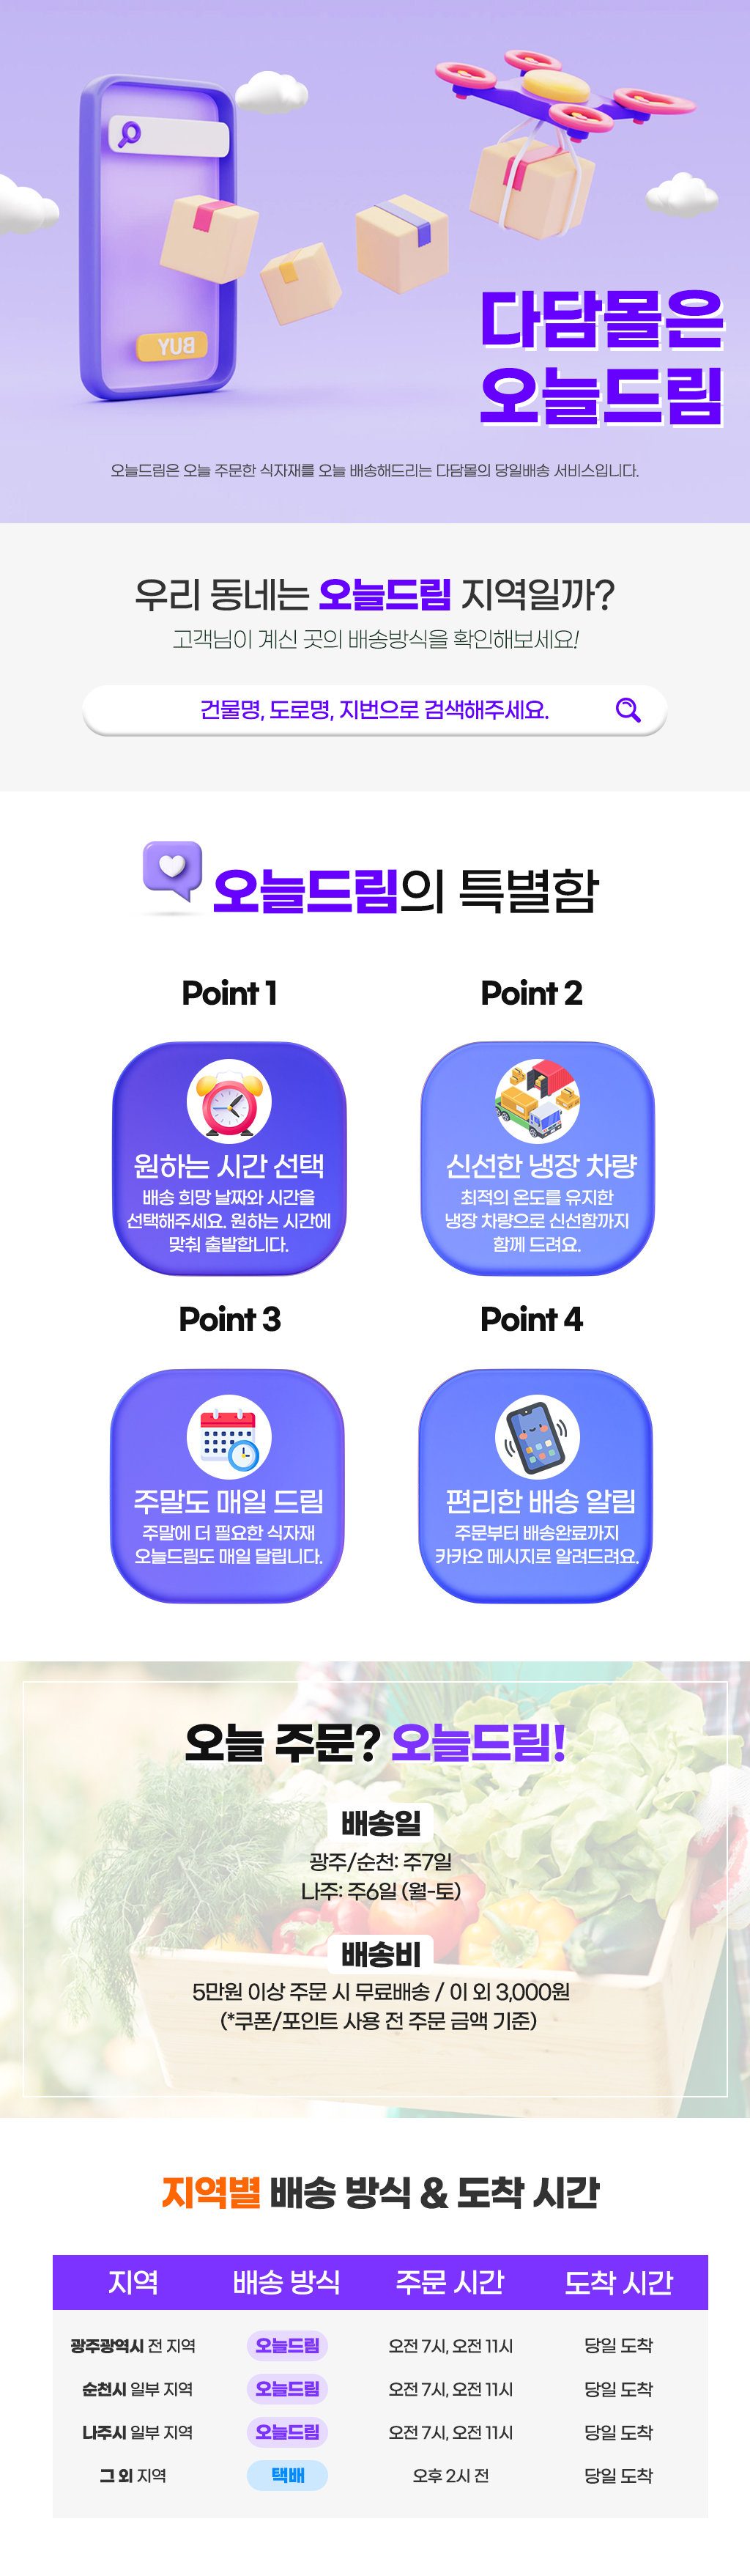 BUY
다담몰은
오늘드림
오늘드림은 오늘 주문한 식자재를 오늘 배송해드리는 다담몰의 당일배송 서비스입니다.
우리 동네는 오늘드림 지역일까?
고객님이 계신 곳의 배송방식을 확인해보세요!
건물명, 도로명, 지번으로 검색해주세요.
오늘드림의 특별함
Point 1
Point 2
원하는 시간 선택
배송 희망 날짜와 시간을
선택해주세요. 원하는 시간에
맞춰 출발합니다.
신선한 냉장 차량
최적의 온도를 유지한
냉장 차량으로 신선함까지
함께 드려요.
Point 3
Point 4
주말도 매일 드림
주말에 더 필요한 식자재
오늘드림도 매일 달립니다.
편리한 배송 알림
주문부터 배송완료까지
카카오 메시지로 알려드려요.
오늘 주문? 오늘드림!
배송일
광주/순천: 주7일
나주: 주6일 (월-토)
배송비
5만원 이상 주문 시 무료배송 / 이 외 3,000원
(*쿠폰/포인트 사용 전 주문 금액 기준)
지역별 배송 방식 & 도착 시간
지역 배송 방식 주문 시간 도착 시간
광주광역시 전 지역 오늘드림 오전 7시, 오전 11시 당일 도착
순천시 일부 지역 오늘드림 오전 7시, 오전 11시 당일 도착
나주시 일부 지역 오늘드림 오전 7시, 오전 11시 당일 도착
그 외 지역 택배 오후 2시 전 당일 도착